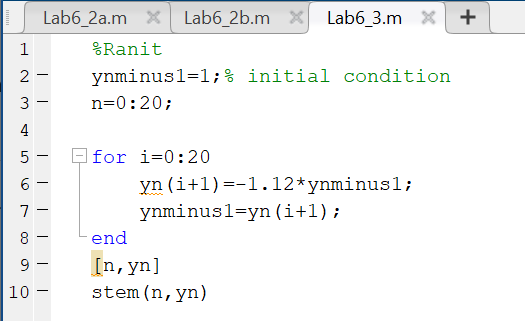 Lab6_2a.m Lab6_2b.m Lab6_3.m
1 %Ranit
2 ynminus1=1;% initial condition
3 n=0:20;
4
5 for i=0:20
6 yn(i+1)=-1.12*ynminus1;
7 ynminus1=yn(i+1);
8 end
9 [n,yn]
10 stem(n,yn)